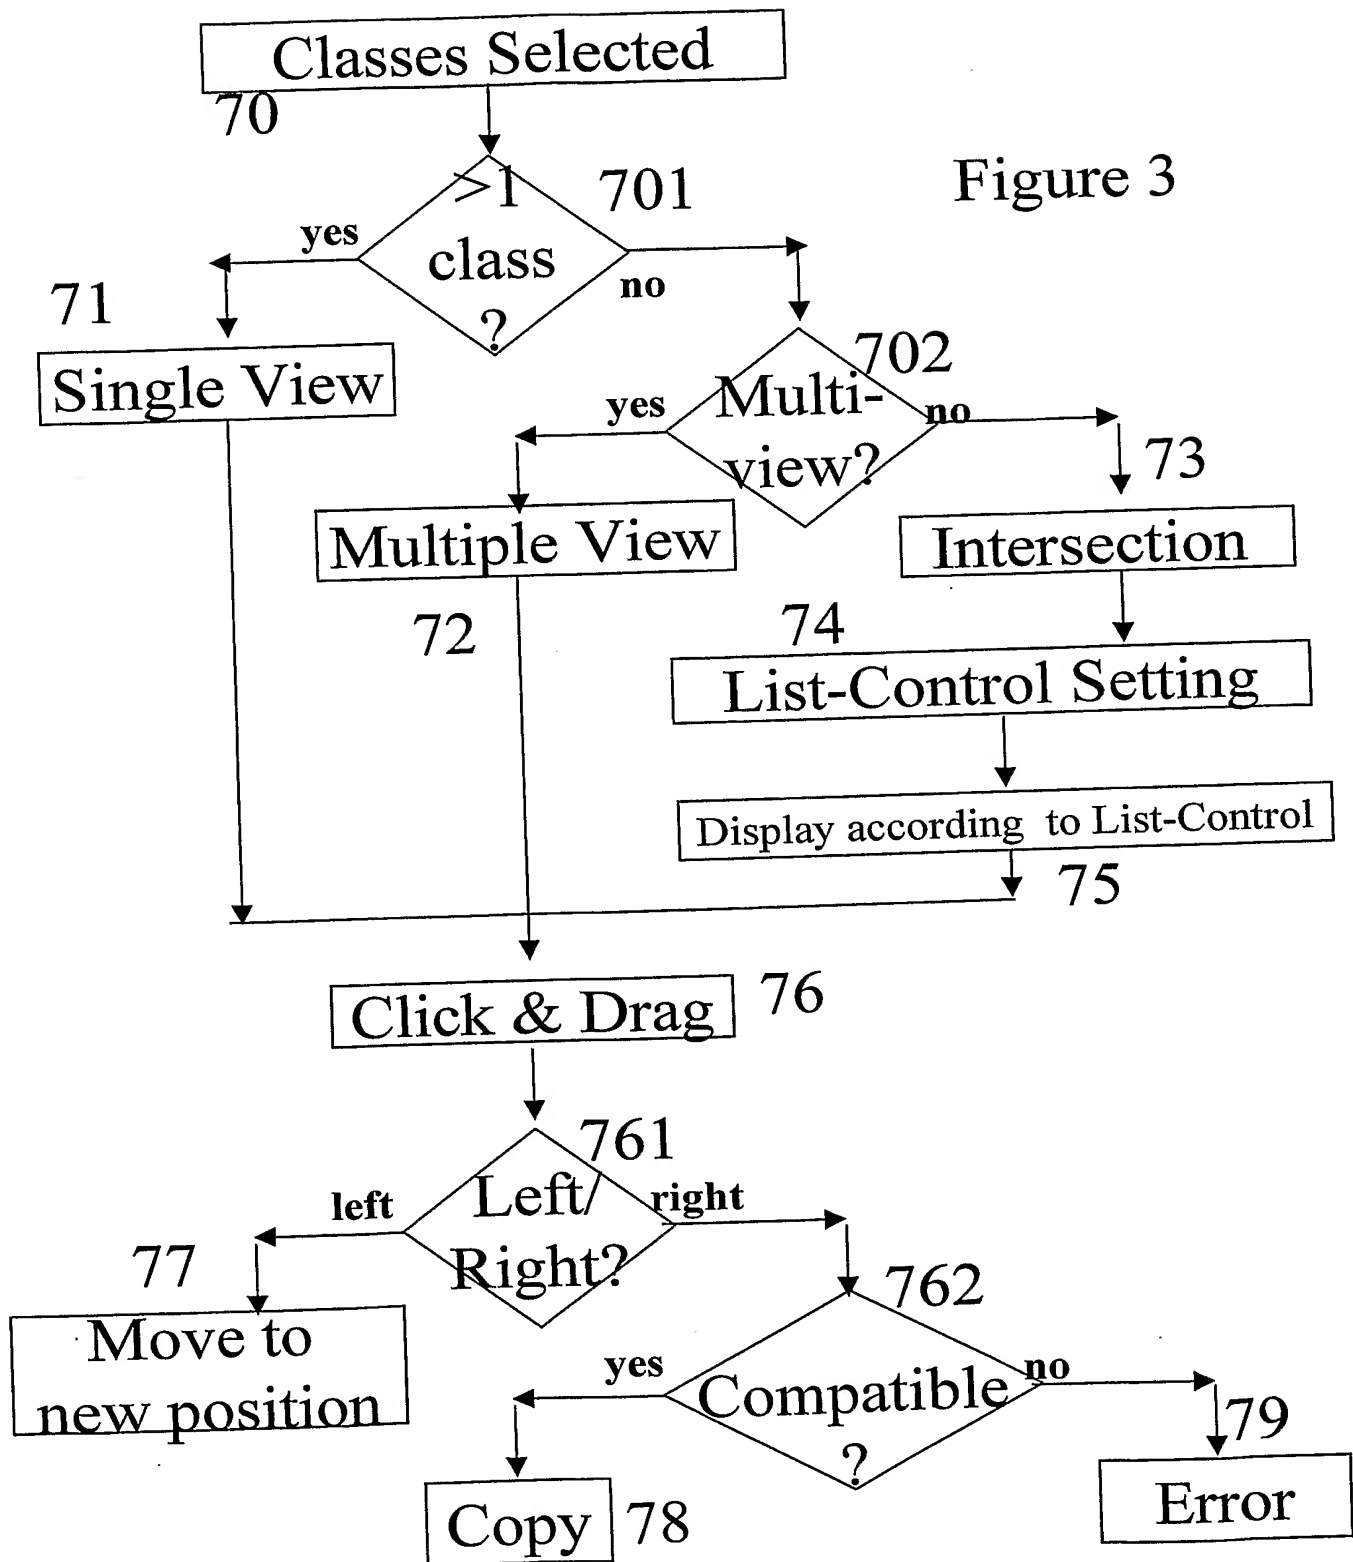 Classes Selected
70
>1
class
?
701
Figure 3
yes
no
71
Single View
702
Multi-
view?
yes
no
73
Multiple View
Intersection
72
74
List-Control Setting
Display according to List-Control
75
Click & Drag
76
761
Left/
Right?
left
right
77
Move to
new position
762
yes
no
Compatible
?
79
Copy
78
Error